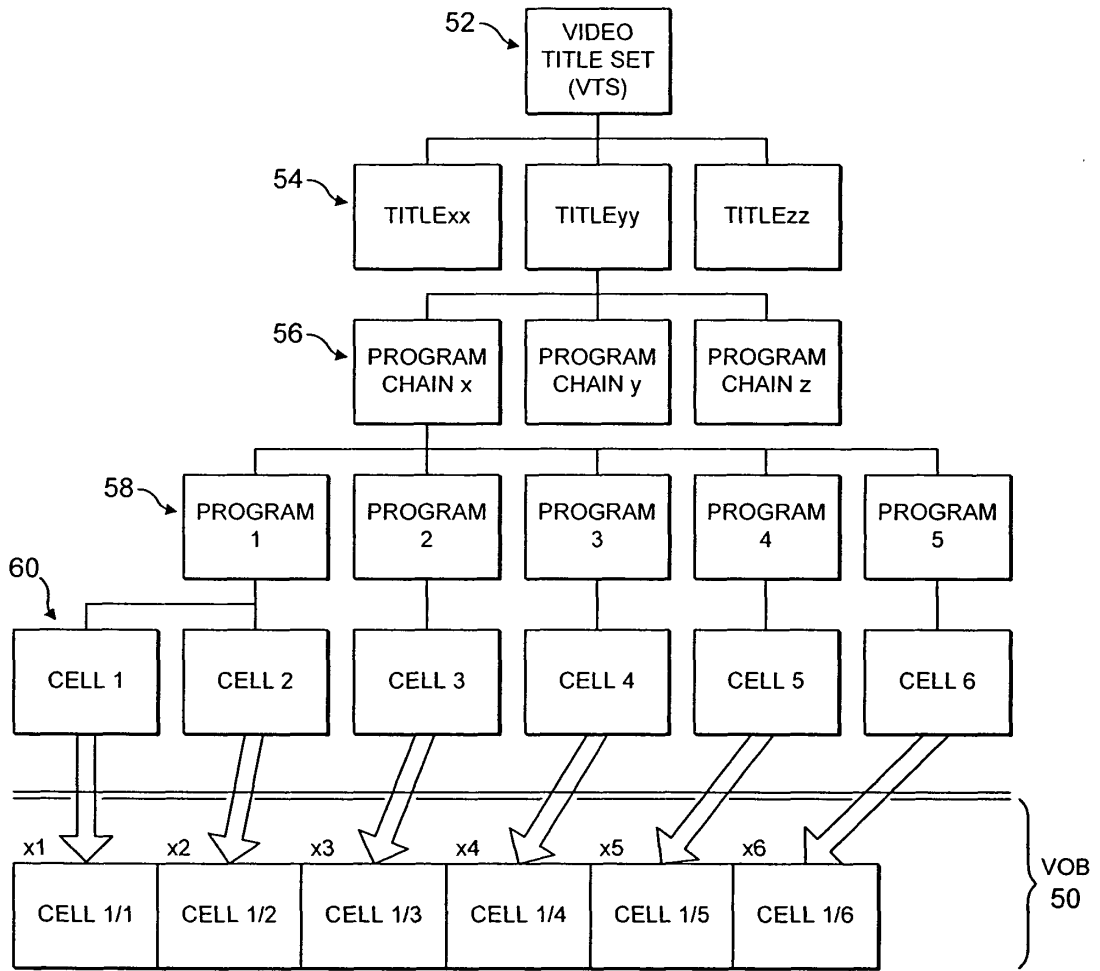 52
VIDEO
TITLE SET
(VTS)
54
TITLExx
TITLEyy
TITLEzz
56
PROGRAM
CHAIN x
PROGRAM
CHAIN y
PROGRAM
CHAIN z
58
PROGRAM
1
PROGRAM
2
PROGRAM
3
PROGRAM
4
PROGRAM
5
60
CELL 1
CELL 2
CELL 3
CELL 4
CELL 5
CELL 6
x1
x2
x3
x4
x5
x6
CELL 1/1
CELL 1/2
CELL 1/3
CELL 1/4
CELL 1/5
CELL 1/6
VOB
50